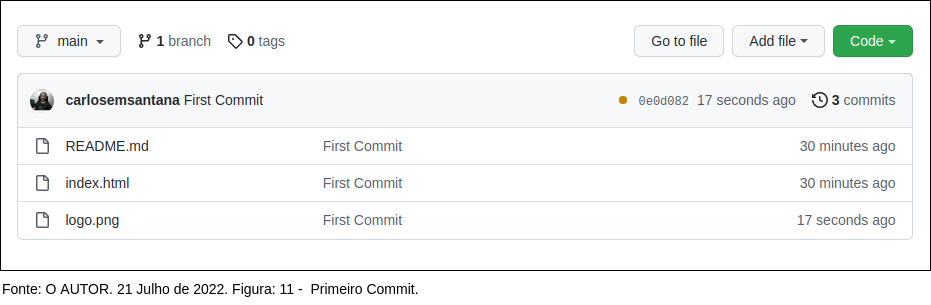 main 1 branch 0 tags Go to file Add file Code
carlosemsantana First Commit 0e0d082 17 seconds ago 3 commits
README.md First Commit 30 minutes ago
index.html First Commit 30 minutes ago
logo.png First Commit 17 seconds ago
Fonte: O AUTOR. 21 Julho de 2022. Figura: 11 - Primeiro Commit.